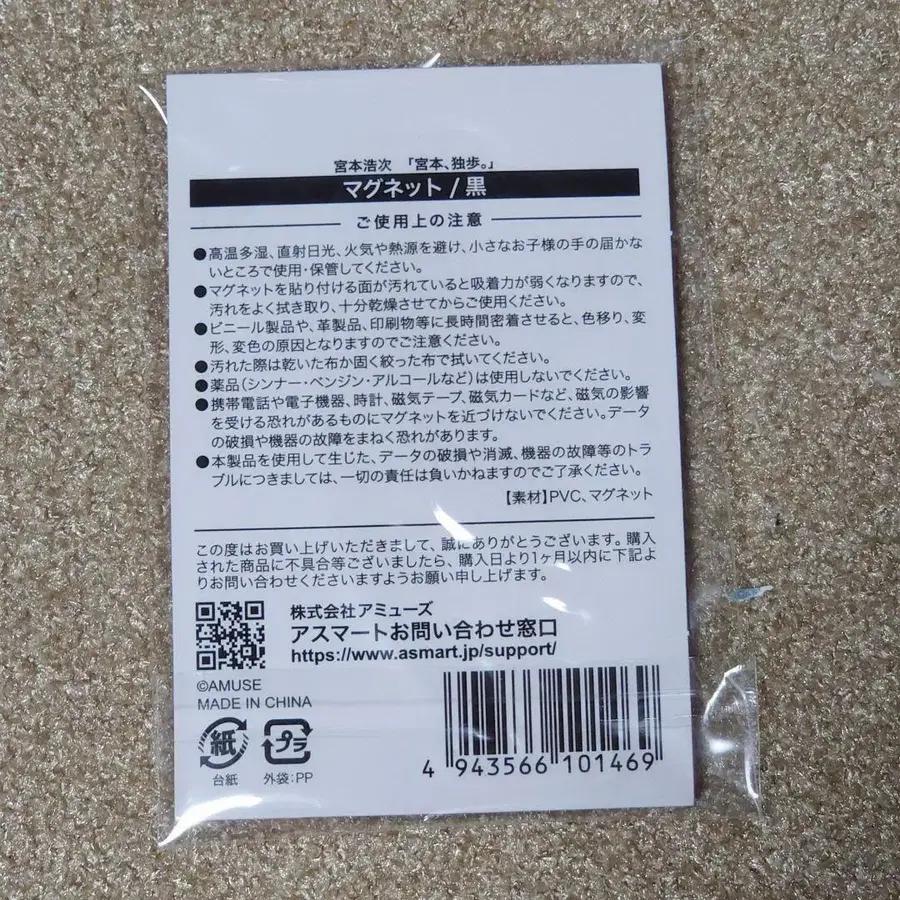 宮本浩次 「宮本、独歩。」
マグネット / 黒
ご使用上の注意
●高温多湿、直射日光、火気や熱源を避け、小さなお子様の手の届かな
いところで使用・保管してください。
●マグネットを貼り付ける面が汚れていると吸着力が弱くなりますので、
汚れをよく拭き取り、十分乾燥させてからご使用ください。
●ビニール製品や、革製品、印刷物等に長時間密着させると、色移り、変
形、変色の原因となりますのでご注意ください。
●汚れた際は乾いた布か固く絞った布で拭いてください。
●薬品(シンナー・ベンジン・アルコールなど)は使用しないでください。
●携帯電話や電子機器、時計、磁気テープ、磁気カードなど、磁気の影響
を受ける恐れがあるものにマグネットを近づけないでください。データ
の破損や機器の故障をまねく恐れがあります。
●本製品を使用して生じた、データの破損や消滅、機器の故障等のトラ
ブルにつきましては、一切の責任は負いかねますのでご了承ください。
【素材】PVC、マグネット
この度はお買い上げいただきまして、誠にありがとうございます。購入
された商品に不具合等ございましたら、購入日より1ヶ月以内に下記よ
りお問い合わせくださいますようお願い申し上げます。
株式会社アミューズ
アスマートお問い合わせ窓口
https://www.asmart.jp/support/
©AMUSE
MADE IN CHINA
紙
プラ
台紙
外袋:PP
4 943566 101469